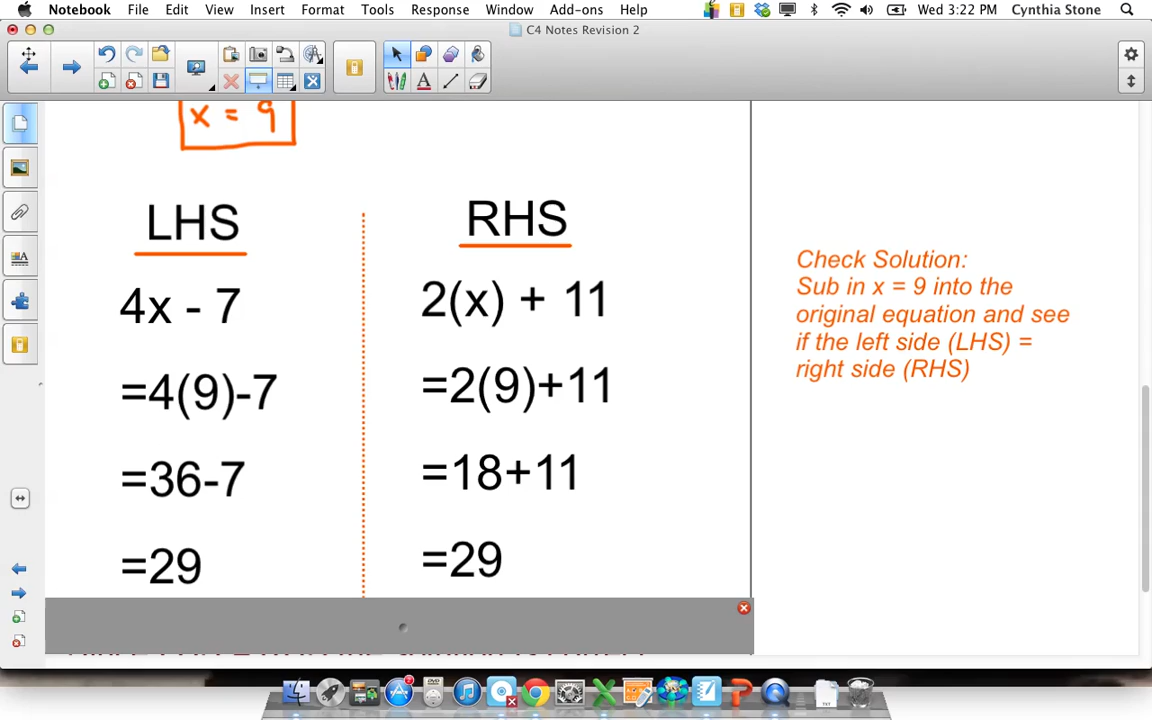 Notebook File Edit View Insert Format Tools Response Window Add-ons Help Wed 3:22 PM Cynthia Stone
C4 Notes Revision 2
x = 9
LHS
RHS
4x - 7
2(x) + 11
=4(9)-7
=2(9)+11
=36-7
=18+11
=29
=29
Check Solution:
Sub in x = 9 into the
original equation and see
if the left side (LHS) =
right side (RHS)